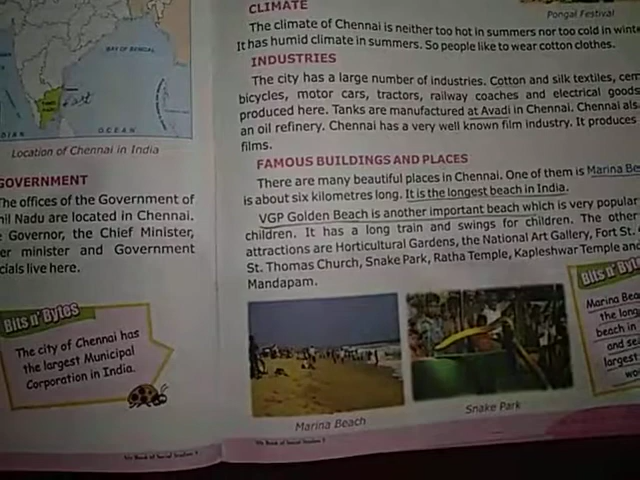 BAY OF BENGAL
OCEAN
Location of Chennai in India
GOVERNMENT
The offices of the Government of
Nadu are located in Chennai.
Governor, the Chief Minister,
minister and Government
live here.
Bits n' Bytes
The city of Chennai has
the largest Municipal
Corporation in India.
Pongal Festival
CLIMATE
The climate of Chennai is neither too hot in summers nor too cold in
It has humid climate in summers. So people like to wear cotton clothes.
INDUSTRIES
The city has a large number of industries. Cotton and silk textiles,
bicycles, motor cars, tractors, railway coaches and electrical goods
produced here. Tanks are manufactured at Avadi in Chennai. Chennai
an oil refinery. Chennai has a very well known film industry. It produces
films.
FAMOUS BUILDINGS AND PLACES
There are many beautiful places in Chennai. One of them is Marina
is about six kilometres long. It is the longest beach in India.
VGP Golden Beach is another important beach which is very popular
children. It has a long train and swings for children. The other
attractions are Horticultural Gardens, the National Art Gallery, Fort St.
St. Thomas Church, Snake Park, Ratha Temple, Kapleshwar Temple and
Mandapam.
Marina Beach
Snake Park
Bits n'
Marina
the
beach in
and
largest